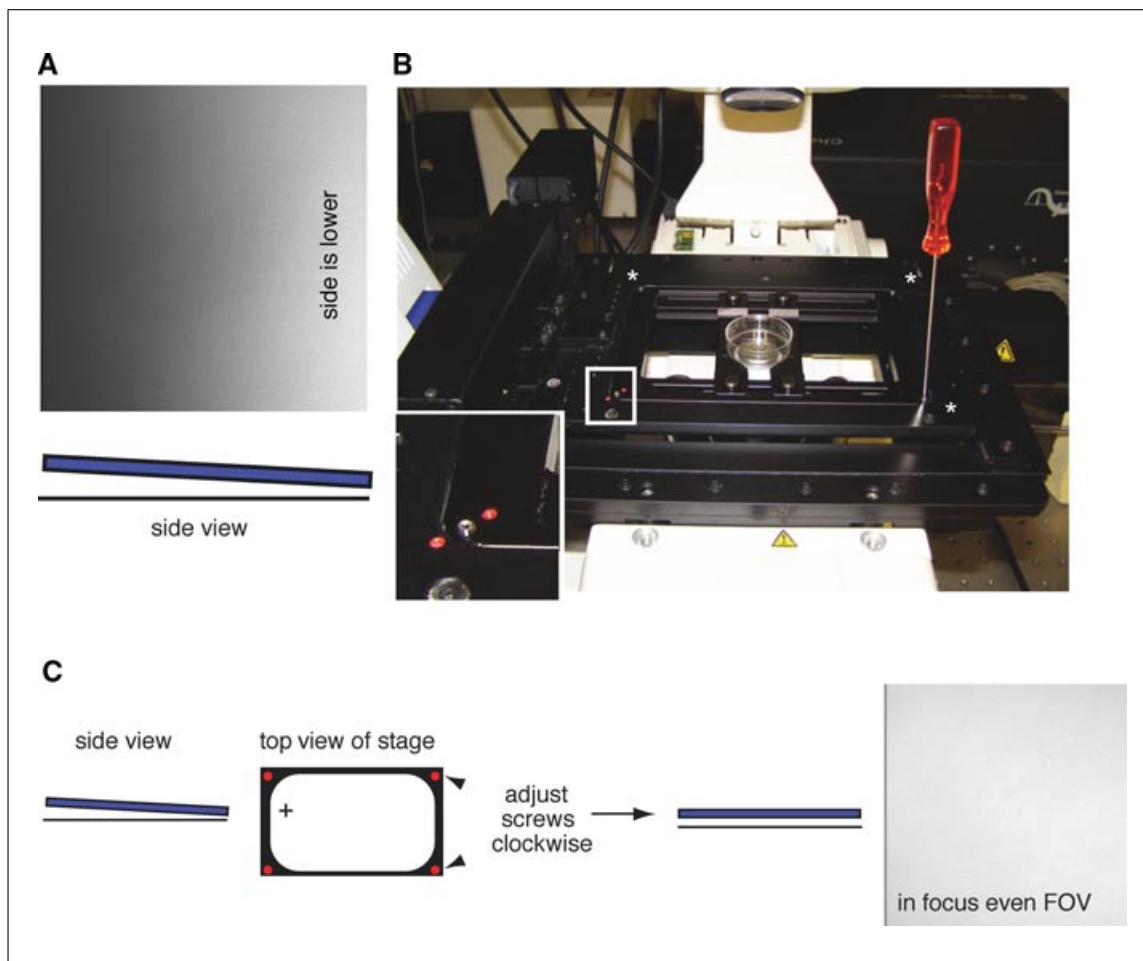 A
B
side is lower
side view
C
side view
top view of stage
+
adjust
screws
clockwise
in focus even FOV